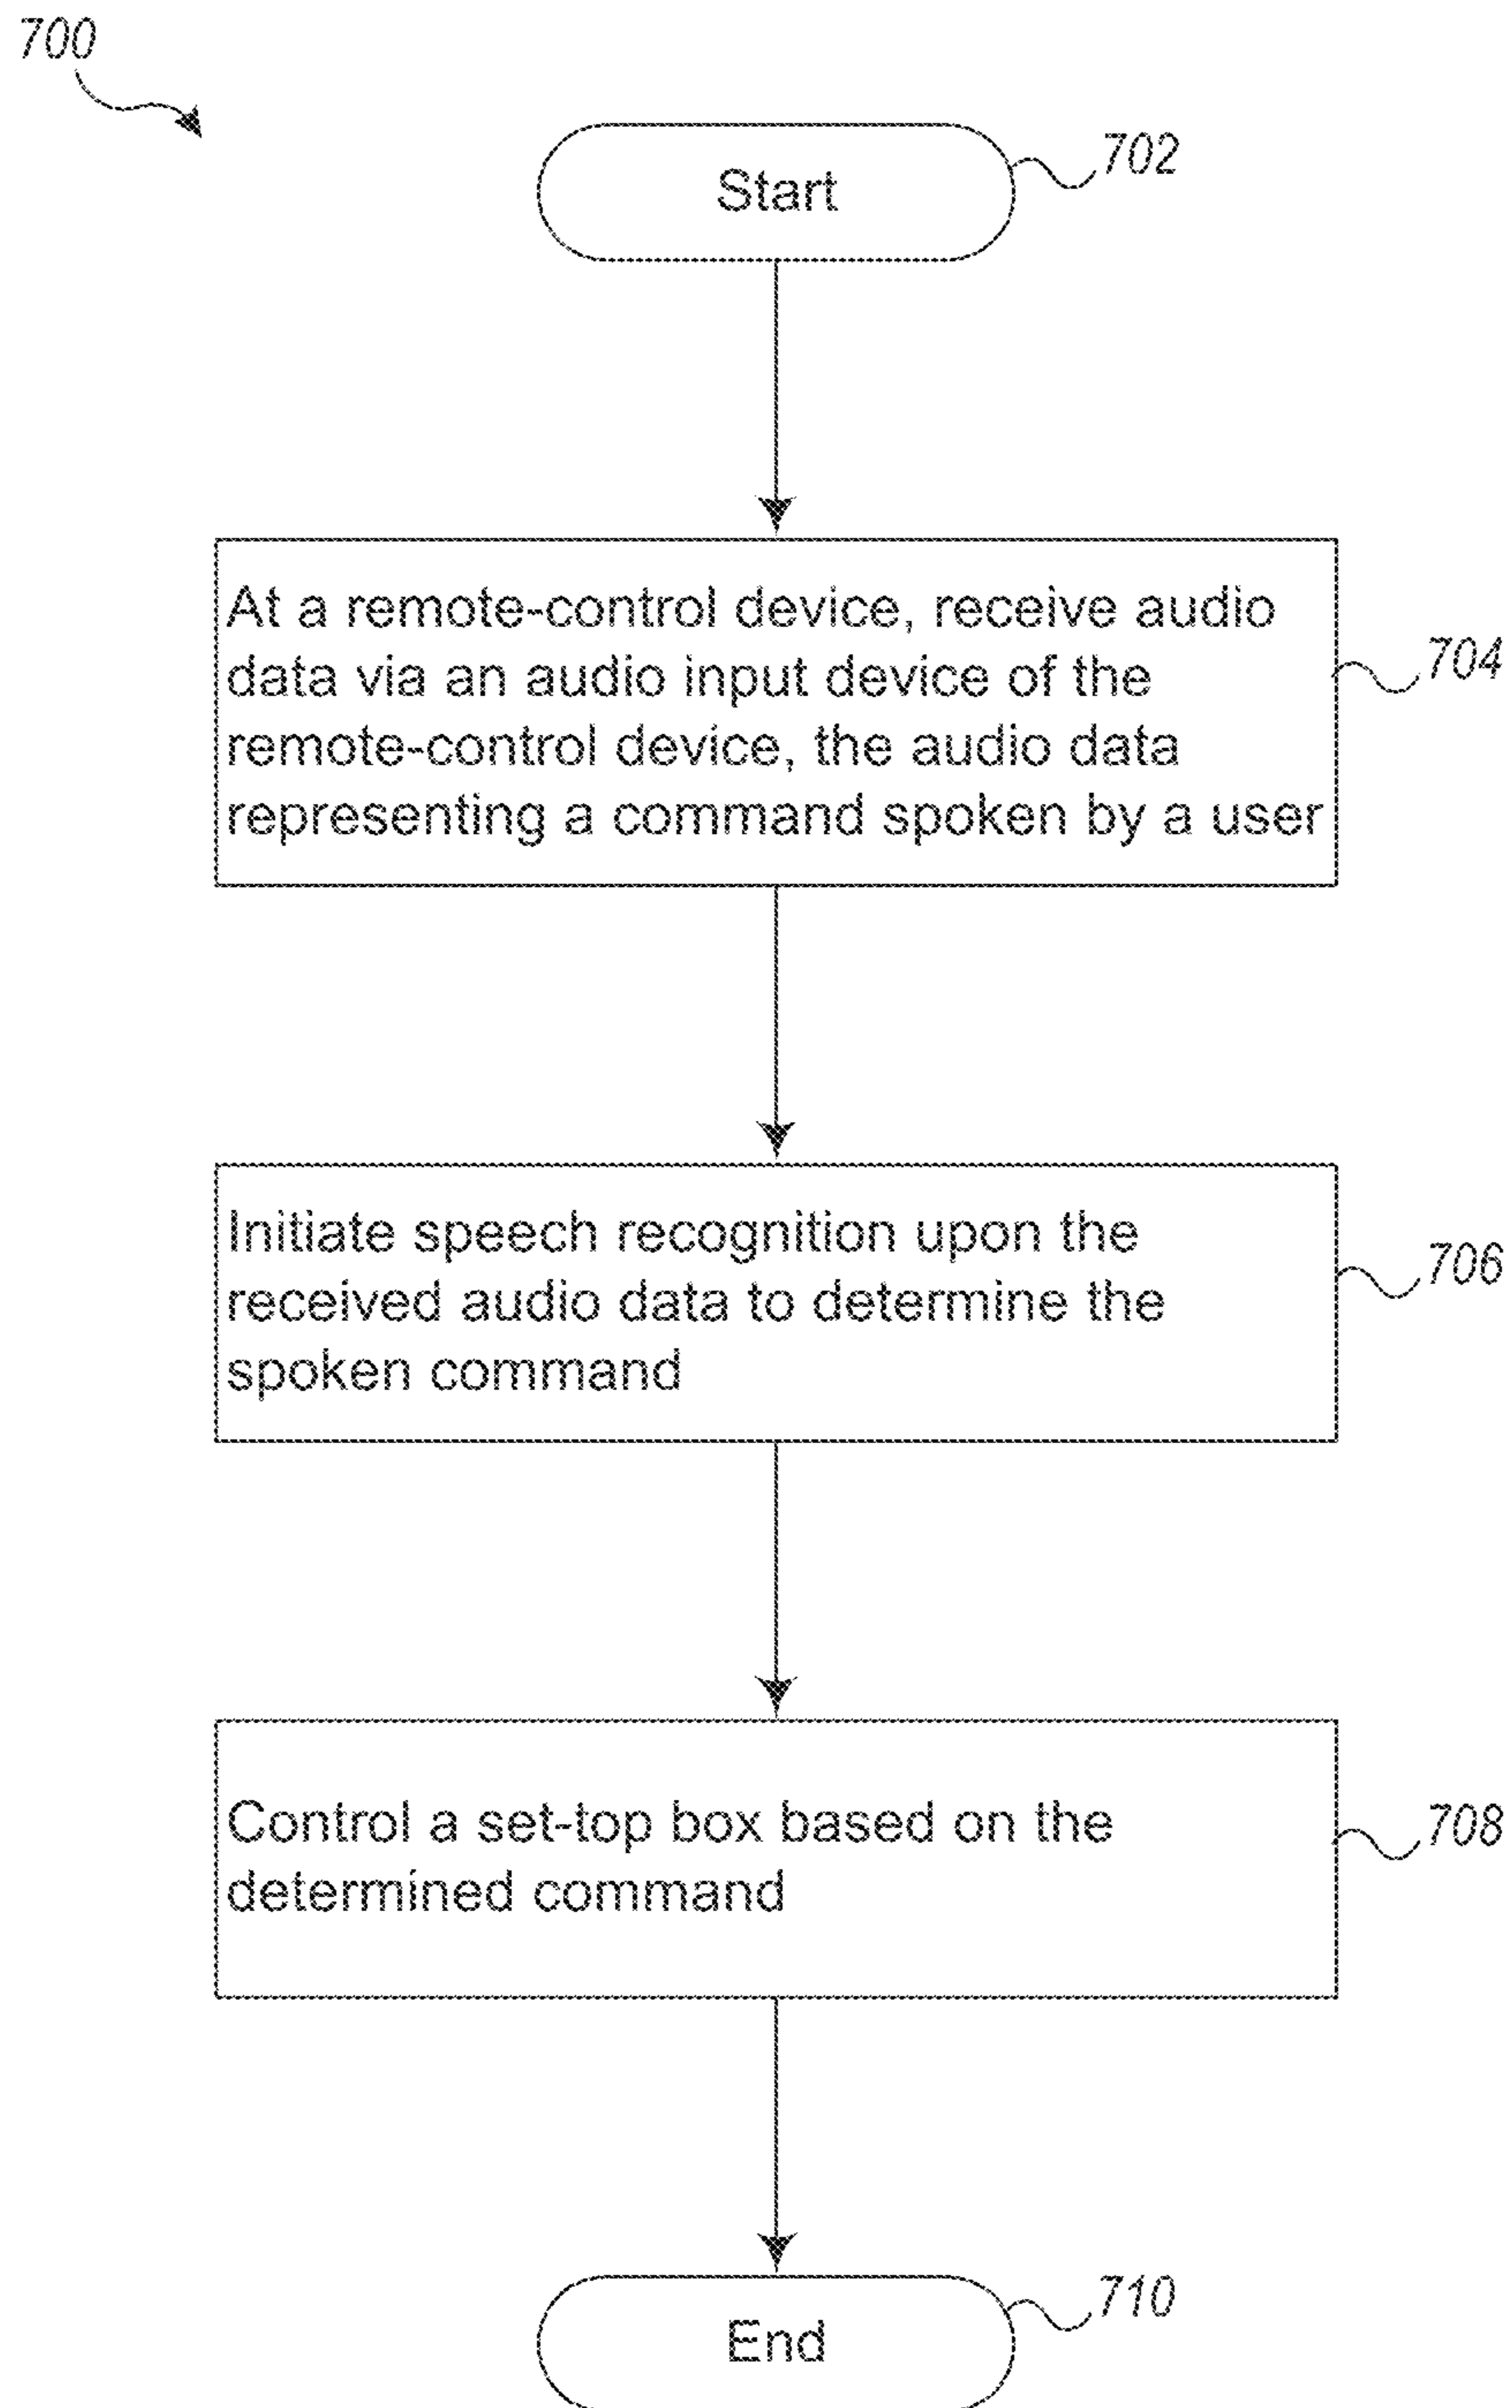 700
Start
702
At a remote-control device, receive audio
data via an audio input device of the
remote-control device, the audio data
representing a command spoken by a user
704
Initiate speech recognition upon the
received audio data to determine the
spoken command
706
Control a set-top box based on the
determined command
708
End
710